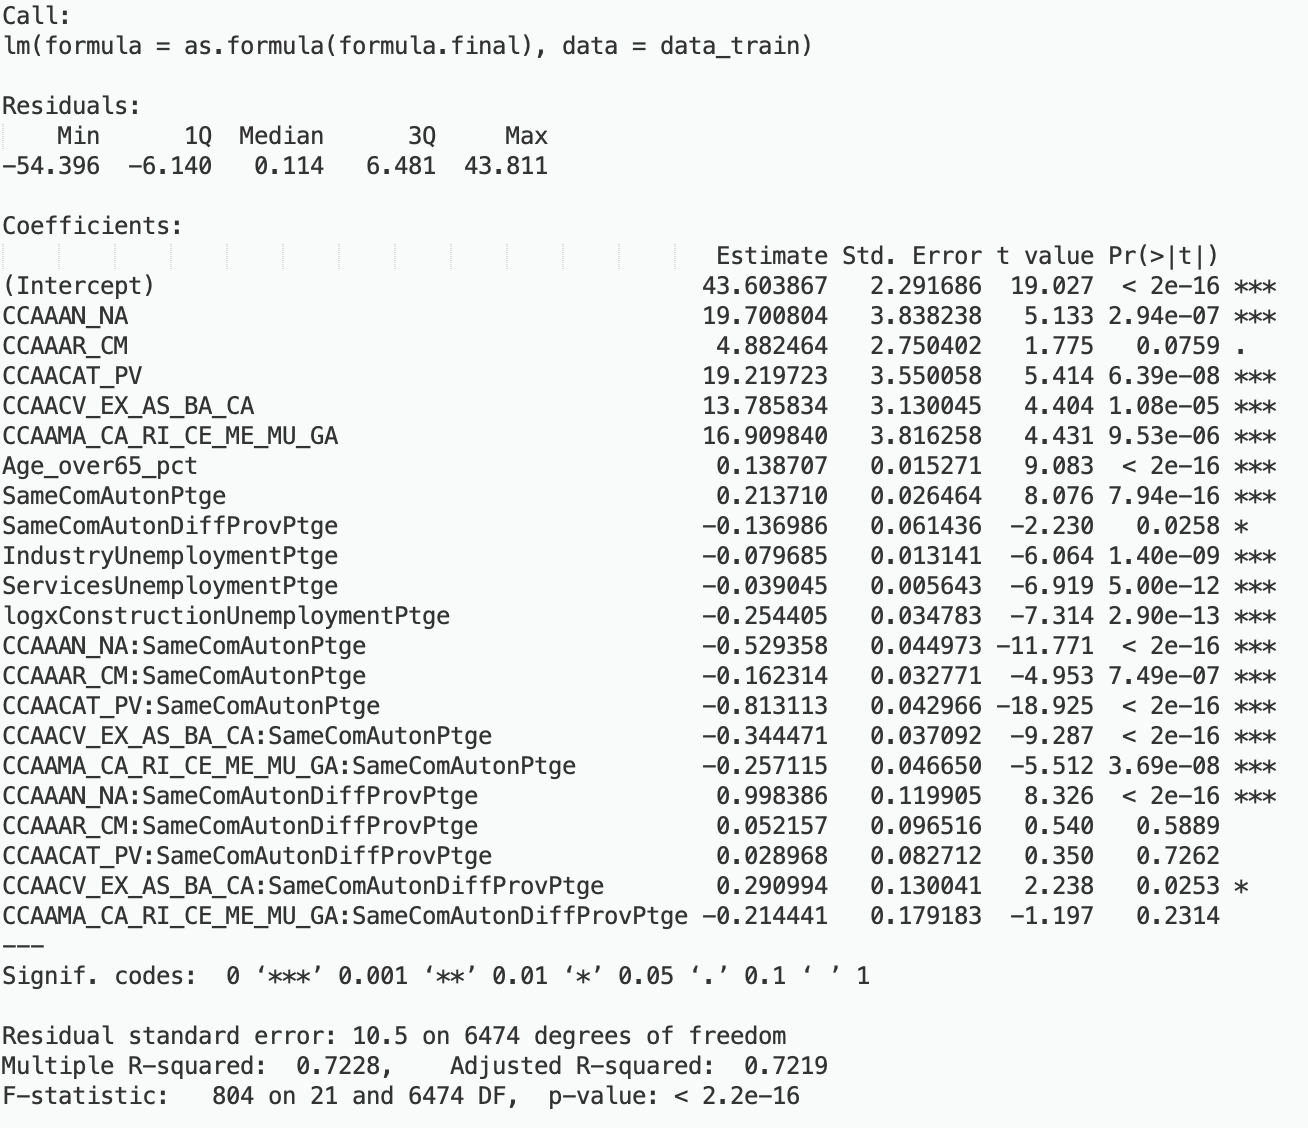 Call:
lm(formula = as.formula(formula.final), data = data_train)
Residuals:
Min 1Q Median 3Q Max
-54.396 -6.140 0.114 6.481 43.811
Coefficients:
Estimate Std. Error t value Pr(>|t|)
(Intercept) 43.603867 2.291686 19.027 < 2e-16 ***
CCAAAN_NA 19.700804 3.838238 5.133 2.94e-07 ***
CCAAAR_CM 4.882464 2.750402 1.775 0.0759 .
CCAACAT_PV 19.219723 3.550058 5.414 6.39e-08 ***
CCAACV_EX_AS_BA_CA 13.785834 3.130045 4.404 1.08e-05 ***
CCAAMA_CA_RI_CE_ME_MU_GA 16.909840 3.816258 4.431 9.53e-06 ***
Age_over65_pct 0.138707 0.015271 9.083 < 2e-16 ***
SameComAutonPtge 0.213710 0.026464 8.076 7.94e-16 ***
SameComAutonDiffProvPtge -0.136986 0.061436 -2.230 0.0258 *
IndustryUnemploymentPtge -0.079685 0.013141 -6.064 1.40e-09 ***
ServicesUnemploymentPtge -0.039045 0.005643 -6.919 5.00e-12 ***
logxConstructionUnemploymentPtge -0.254405 0.034783 -7.314 2.90e-13 ***
CCAAAN_NA:SameComAutonPtge -0.529358 0.044973 -11.771 < 2e-16 ***
CCAAAR_CM:SameComAutonPtge -0.162314 0.032771 -4.953 7.49e-07 ***
CCAACAT_PV:SameComAutonPtge -0.813113 0.042966 -18.925 < 2e-16 ***
CCAACV_EX_AS_BA_CA:SameComAutonPtge -0.344471 0.037092 -9.287 < 2e-16 ***
CCAAMA_CA_RI_CE_ME_MU_GA:SameComAutonPtge -0.257115 0.046650 -5.512 3.69e-08 ***
CCAAAN_NA:SameComAutonDiffProvPtge 0.998386 0.119905 8.326 < 2e-16 ***
CCAAAR_CM:SameComAutonDiffProvPtge 0.052157 0.096516 0.540 0.5889
CCAACAT_PV:SameComAutonDiffProvPtge 0.028968 0.082712 0.350 0.7262
CCAACV_EX_AS_BA_CA:SameComAutonDiffProvPtge 0.290994 0.130041 2.238 0.0253 *
CCAAMA_CA_RI_CE_ME_MU_GA:SameComAutonDiffProvPtge -0.214441 0.179183 -1.197 0.2314
---
Signif. codes: 0 ‘***’ 0.001 ‘**’ 0.01 ‘*’ 0.05 ‘.’ 0.1 ‘ ’ 1
Residual standard error: 10.5 on 6474 degrees of freedom
Multiple R-squared: 0.7228, Adjusted R-squared: 0.7219
F-statistic: 804 on 21 and 6474 DF, p-value: < 2.2e-16